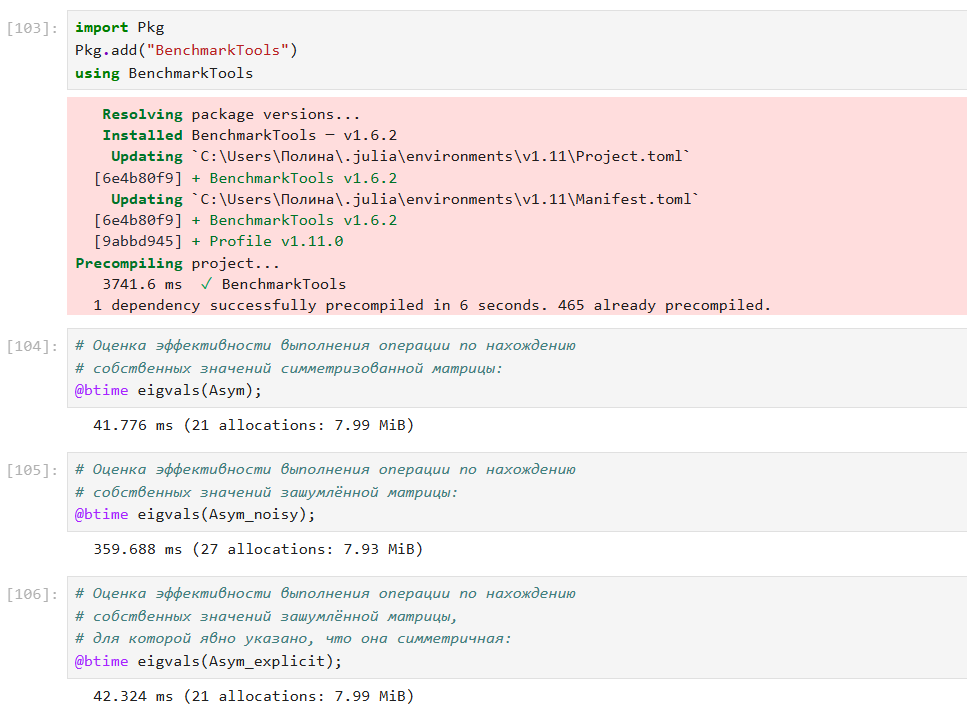 [103]: import Pkg
Pkg.add("BenchmarkTools")
using BenchmarkTools
Resolving package versions...
Installed BenchmarkTools ─ v1.6.2
Updating `C:\Users\Полина\.julia\environments\v1.11\Project.toml`
[6e4b80f9] + BenchmarkTools v1.6.2
Updating `C:\Users\Полина\.julia\environments\v1.11\Manifest.toml`
[6e4b80f9] + BenchmarkTools v1.6.2
[9abbd945] + Profile v1.11.0
Precompiling project...
3741.6 ms ✓ BenchmarkTools
1 dependency successfully precompiled in 6 seconds. 465 already precompiled.
[104]: # Оценка эффективности выполнения операции по нахождению
# собственных значений симметризованной матрицы:
@btime eigvals(Asym);
41.776 ms (21 allocations: 7.99 MiB)
[105]: # Оценка эффективности выполнения операции по нахождению
# собственных значений зашумлённой матрицы:
@btime eigvals(Asym_noisy);
359.688 ms (27 allocations: 7.93 MiB)
[106]: # Оценка эффективности выполнения операции по нахождению
# собственных значений зашумлённой матрицы,
# для которой явно указано, что она симметричная:
@btime eigvals(Asym_explicit);
42.324 ms (21 allocations: 7.99 MiB)